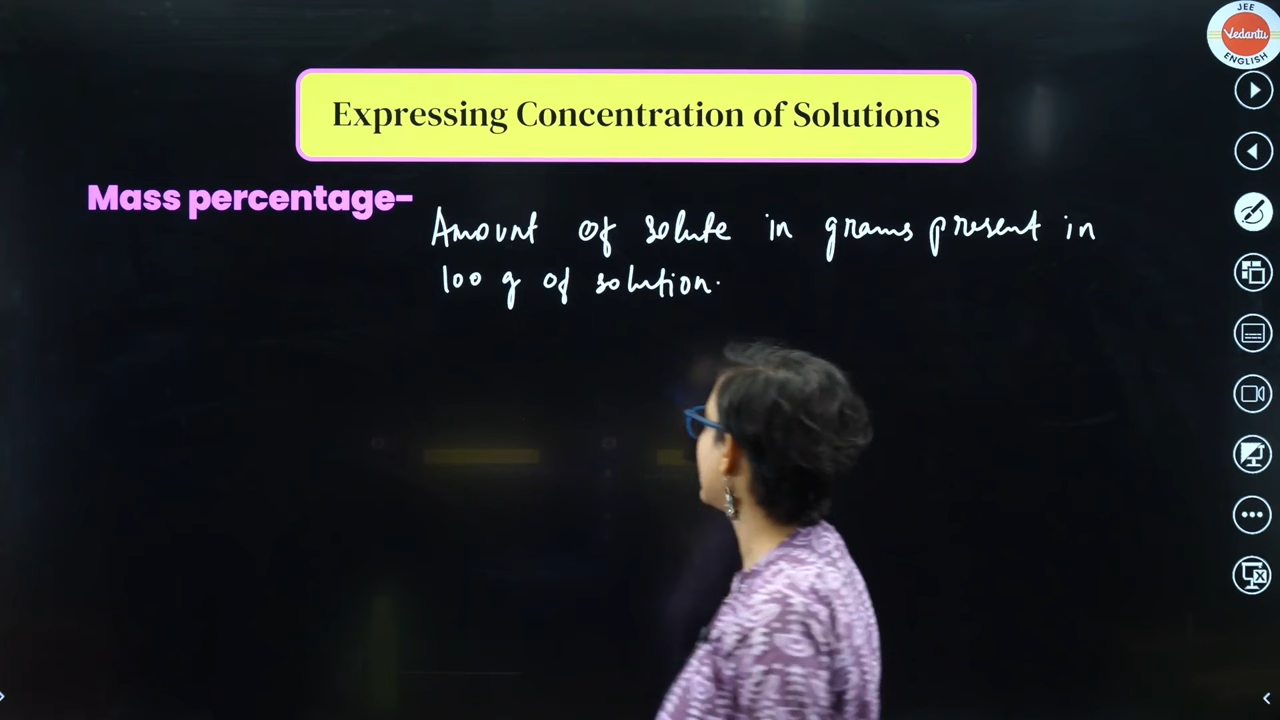 JEE
Vedantu
ENGLISH
Expressing Concentration of Solutions
Mass percentage-
Amount of solute in grams present in
100 g of solution.